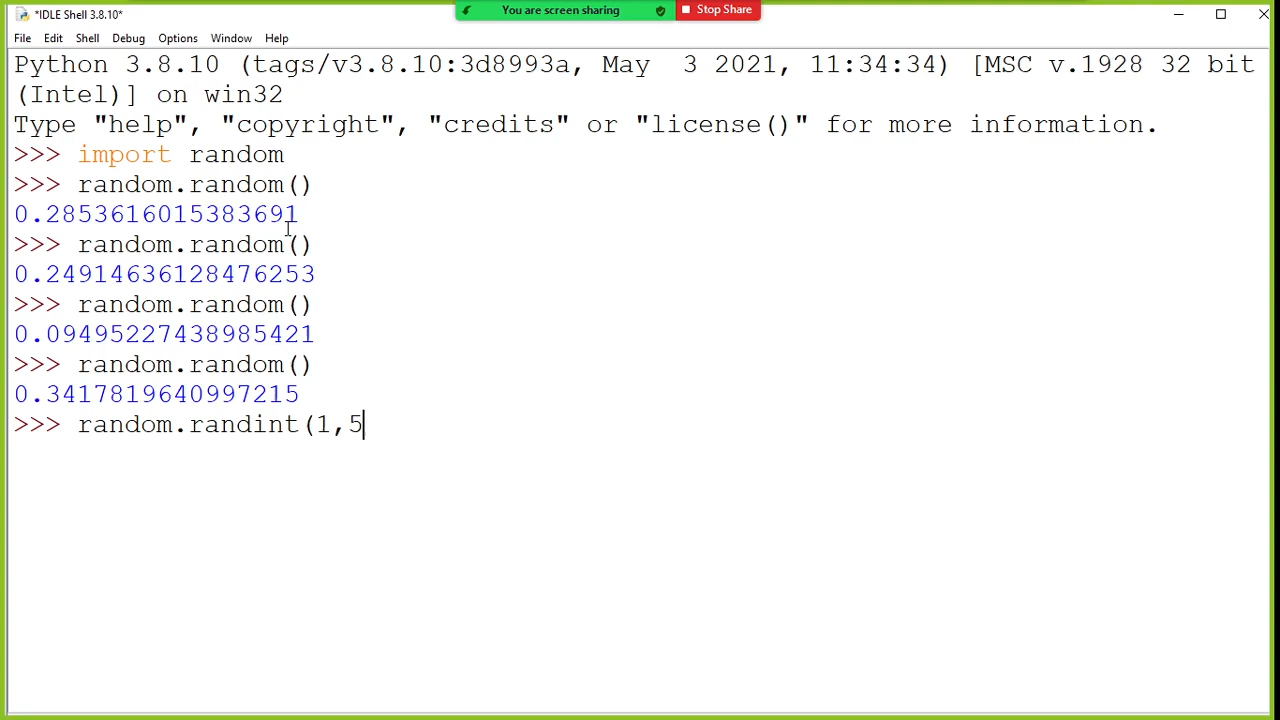 *IDLE Shell 3.8.10*
You are screen sharing
Stop Share
File Edit Shell Debug Options Window Help
Python 3.8.10 (tags/v3.8.10:3d8993a, May  3 2021, 11:34:34) [MSC v.1928 32 bit
(Intel)] on win32
Type "help", "copyright", "credits" or "license()" for more information.
>>> import random
>>> random.random()
0.2853616015383691
>>> random.random()
0.24914636128476253
>>> random.random()
0.09495227438985421
>>> random.random()
0.3417819640997215
>>> random.randint(1,5